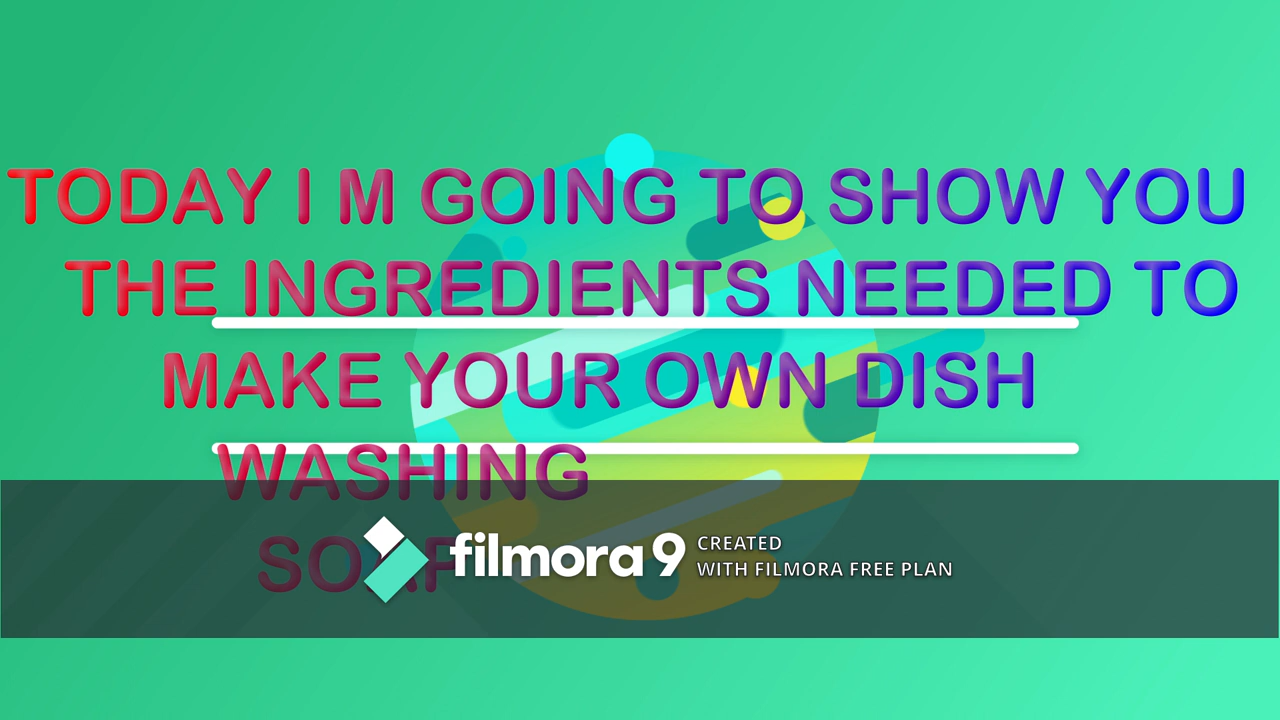 TODAY I M GOING TO SHOW YOU
THE INGREDIENTS NEEDED TO
MAKE YOUR OWN DISH
WASHING
SOAP
filmora 9
CREATED
WITH FILMORA FREE PLAN